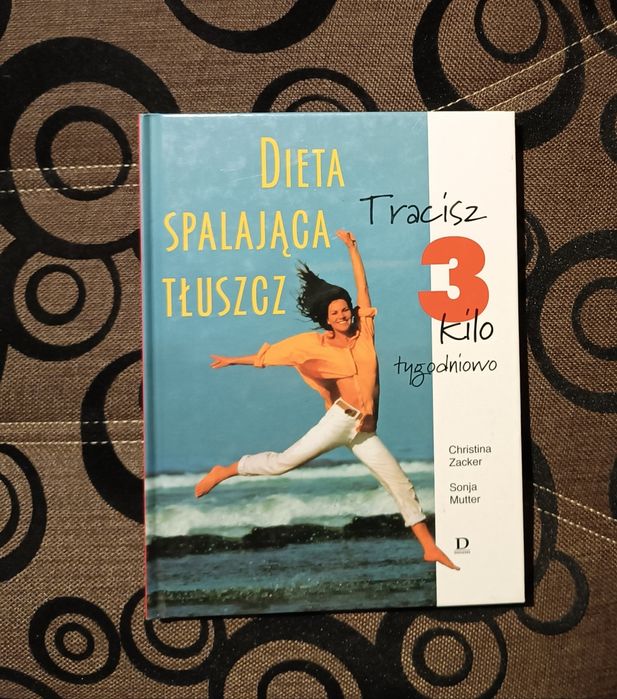 DIETA
SPALAJĄCA
TŁUSZCZ
Tracisz
3
kilo
tygodniowo
Christina
Zacker
Sonja
Mutter
D